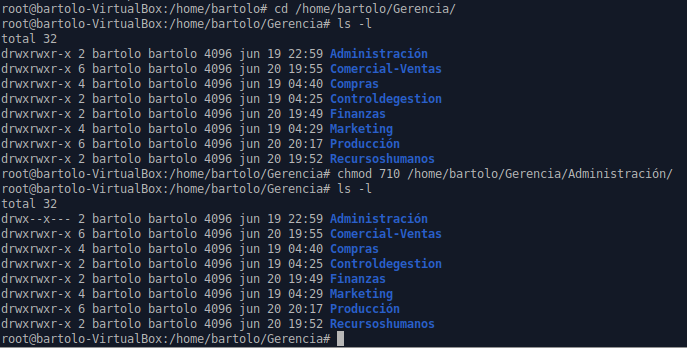 root@bartolo-VirtualBox:/home/bartolo# cd /home/bartolo/Gerencia/
root@bartolo-VirtualBox:/home/bartolo/Gerencia# ls -l
total 32
drwxrwxr-x 2 bartolo bartolo 4096 jun 19 22:59 Administración
drwxrwxr-x 6 bartolo bartolo 4096 jun 20 19:55 Comercial-Ventas
drwxrwxr-x 4 bartolo bartolo 4096 jun 19 04:40 Compras
drwxrwxr-x 2 bartolo bartolo 4096 jun 19 04:25 Controldegestion
drwxrwxr-x 2 bartolo bartolo 4096 jun 20 19:49 Finanzas
drwxrwxr-x 4 bartolo bartolo 4096 jun 19 04:29 Marketing
drwxrwxr-x 6 bartolo bartolo 4096 jun 20 20:17 Producción
drwxrwxr-x 2 bartolo bartolo 4096 jun 20 19:52 Recursoshumanos
root@bartolo-VirtualBox:/home/bartolo/Gerencia# chmod 710 /home/bartolo/Gerencia/Administración/
root@bartolo-VirtualBox:/home/bartolo/Gerencia# ls -l
total 32
drwx--x--- 2 bartolo bartolo 4096 jun 19 22:59 Administración
drwxrwxr-x 6 bartolo bartolo 4096 jun 20 19:55 Comercial-Ventas
drwxrwxr-x 4 bartolo bartolo 4096 jun 19 04:40 Compras
drwxrwxr-x 2 bartolo bartolo 4096 jun 19 04:25 Controldegestion
drwxrwxr-x 2 bartolo bartolo 4096 jun 20 19:49 Finanzas
drwxrwxr-x 4 bartolo bartolo 4096 jun 19 04:29 Marketing
drwxrwxr-x 6 bartolo bartolo 4096 jun 20 20:17 Producción
drwxrwxr-x 2 bartolo bartolo 4096 jun 20 19:52 Recursoshumanos
root@bartolo-VirtualBox:/home/bartolo/Gerencia#